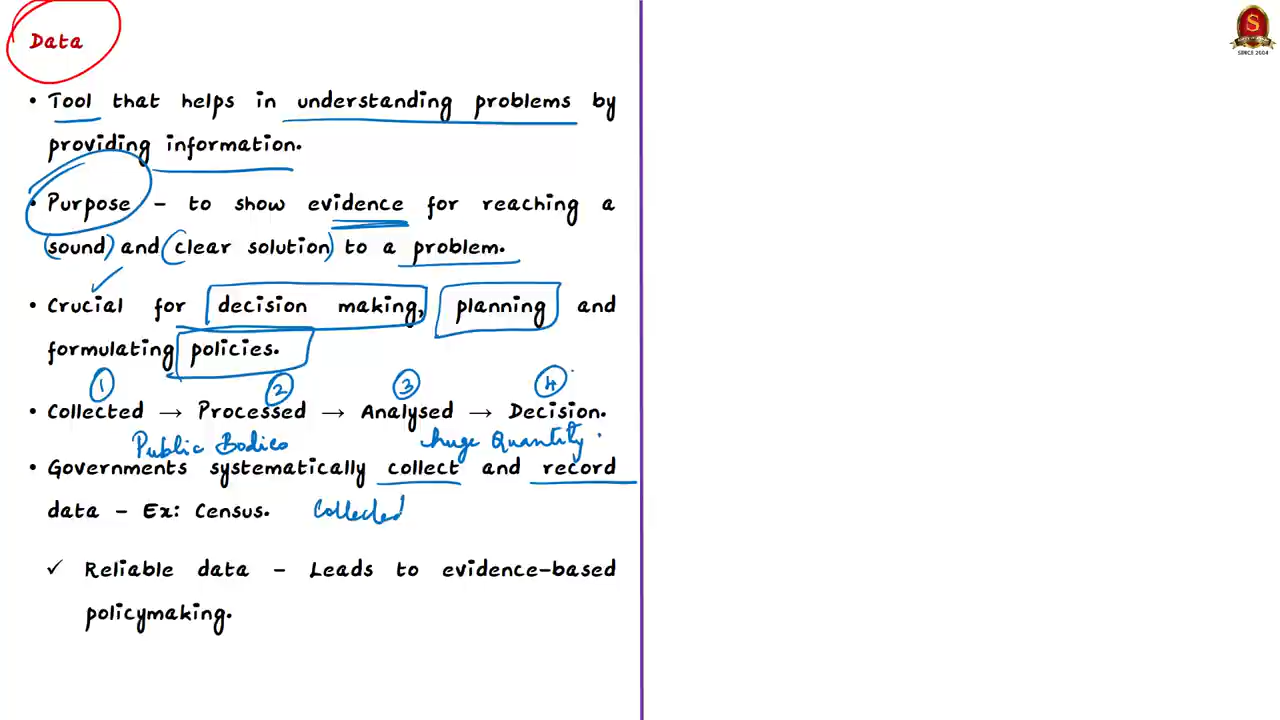 Data
• Tool that helps in understanding problems by
providing information.
• Purpose – to show evidence for reaching a
(sound) and (clear solution) to a problem.
• Crucial for decision making, planning and
formulating policies.
1 2 3 4
• Collected → Processed → Analysed → Decision.
Public Bodies huge Quantity
• Governments systematically collect and record
data – Ex: Census. Collected
✓ Reliable data – Leads to evidence-based
policymaking.
S
SINCE 2004